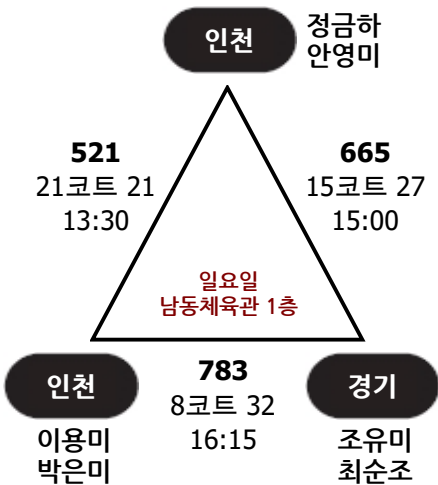 인천
정금하
안영미
521
21코트 21
13:30
665
15코트 27
15:00
일요일
남동체육관 1층
인천
이용미
박은미
783
8코트 32
16:15
경기
조유미
최순조